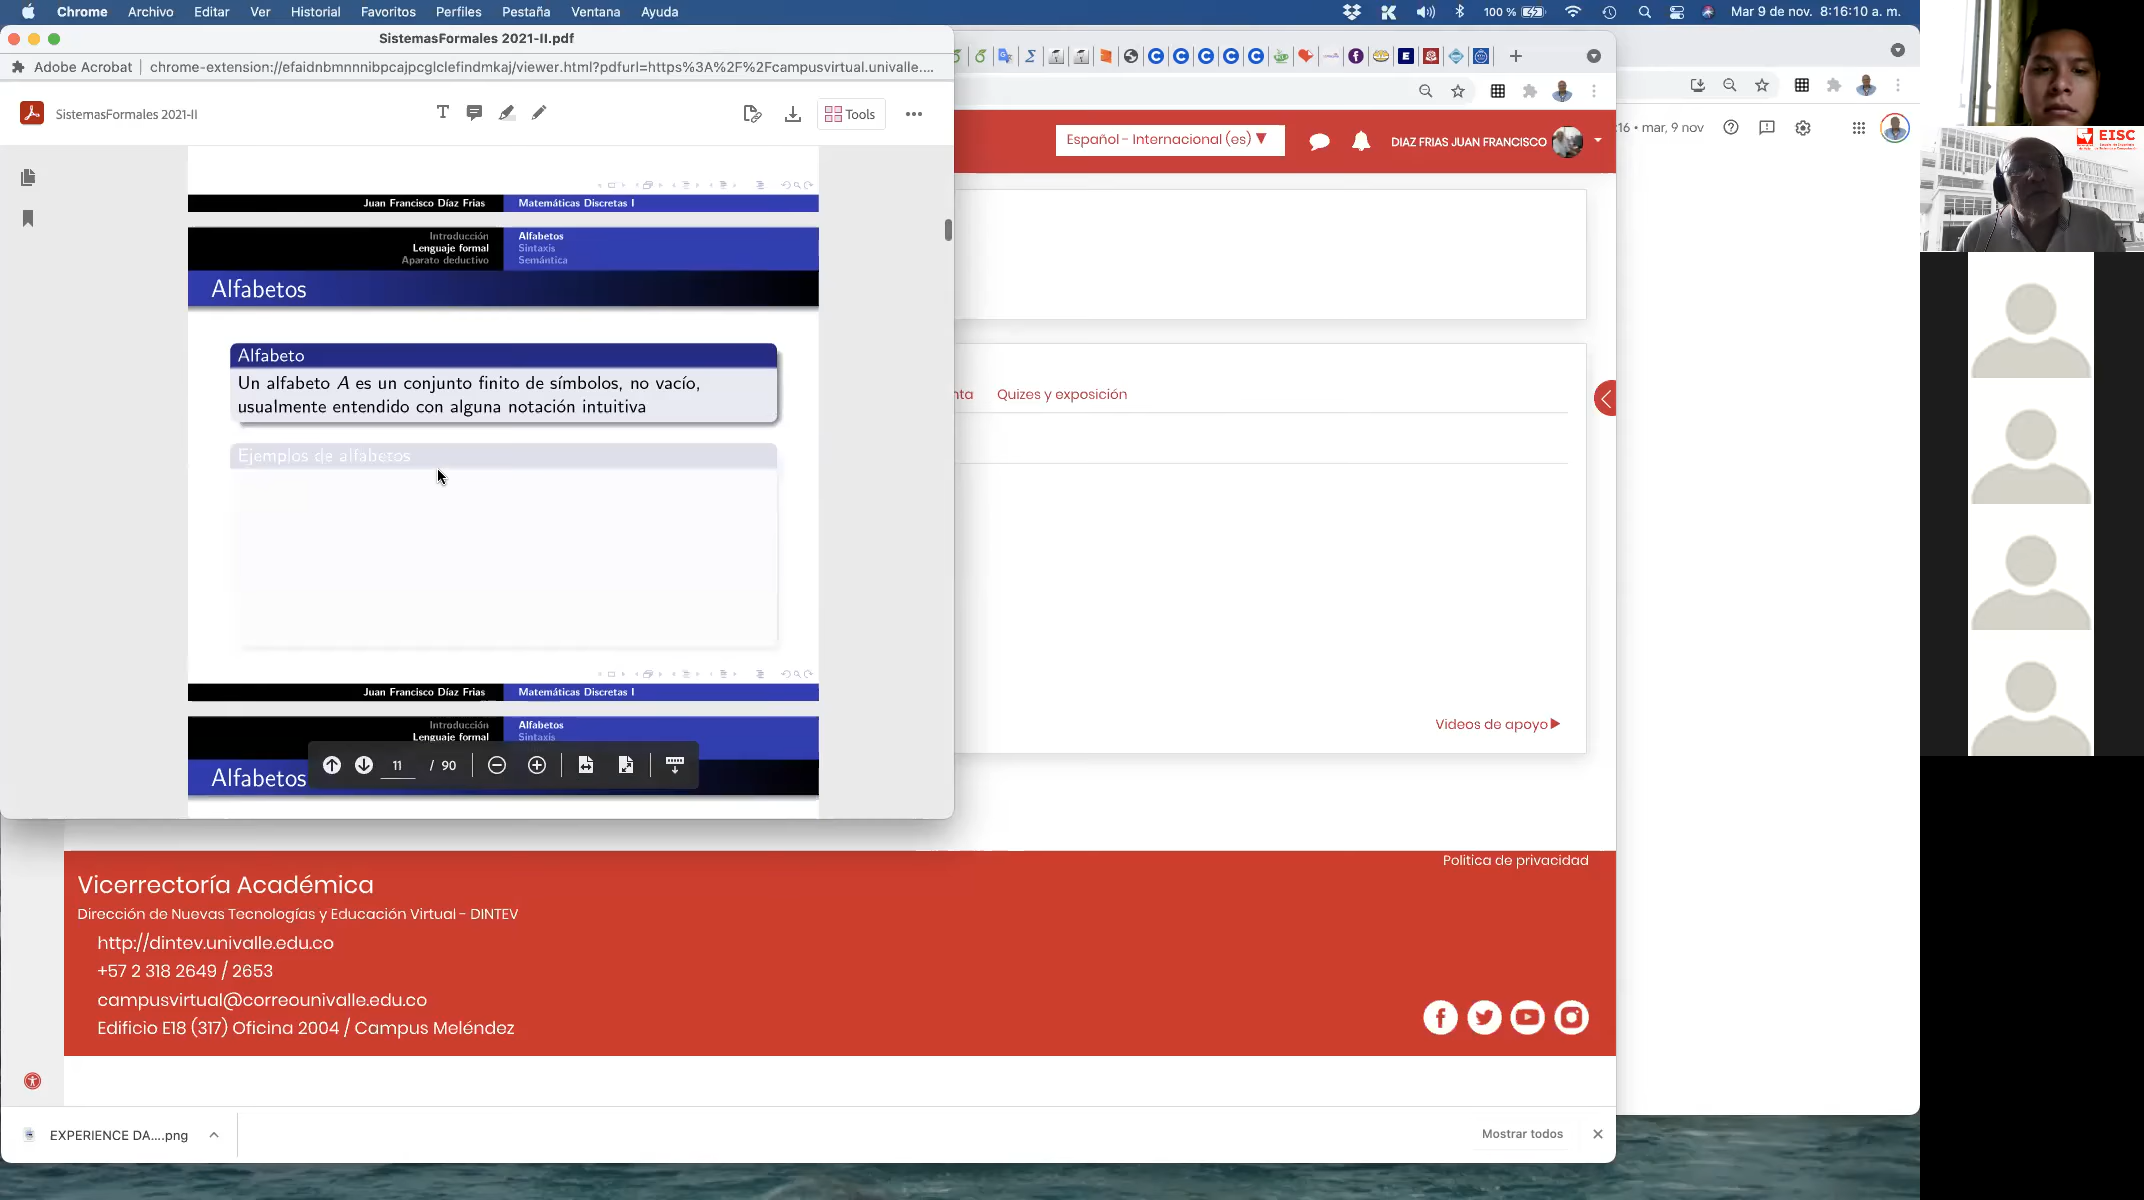 Chrome Archivo Editar Ver Historial Favoritos Perfiles Pestaña Ventana Ayuda
100 % Mar 9 de nov. 8:16:10 a. m.
SistemasFormales 2021-II.pdf
Adobe Acrobat chrome-extension://efaidnbmnnnibpcajpcglclefindmkaj/viewer.html?pdfurl=https%3A%2F%2Fcampusvirtual.univalle....
SistemasFormales 2021-II
Tools
Juan Francisco Díaz Frias Matemáticas Discretas I
Introducción
Lenguaje formal
Aparato deductivo
Alfabetos
Sintaxis
Semántica
Alfabetos
Alfabeto
Un alfabeto A es un conjunto finito de símbolos, no vacío,
usualmente entendido con alguna notación intuitiva
Ejemplos de alfabetos
Juan Francisco Díaz Frias Matemáticas Discretas I
Introducción
Lenguaje formal
Alfabetos
Sintaxis
Alfabetos
11 / 90
Español - Internacional (es)
DIAZ FRIAS JUAN FRANCISCO
:16 • mar, 9 nov
EISC
nta Quizes y exposición
Videos de apoyo
Politica de privacidad
Vicerrectoría Académica
Dirección de Nuevas Tecnologías y Educación Virtual - DINTEV
http://dintev.univalle.edu.co
+57 2 318 2649 / 2653
campusvirtual@correounivalle.edu.co
Edificio E18 (317) Oficina 2004 / Campus Meléndez
EXPERIENCE DA....png
Mostrar todos